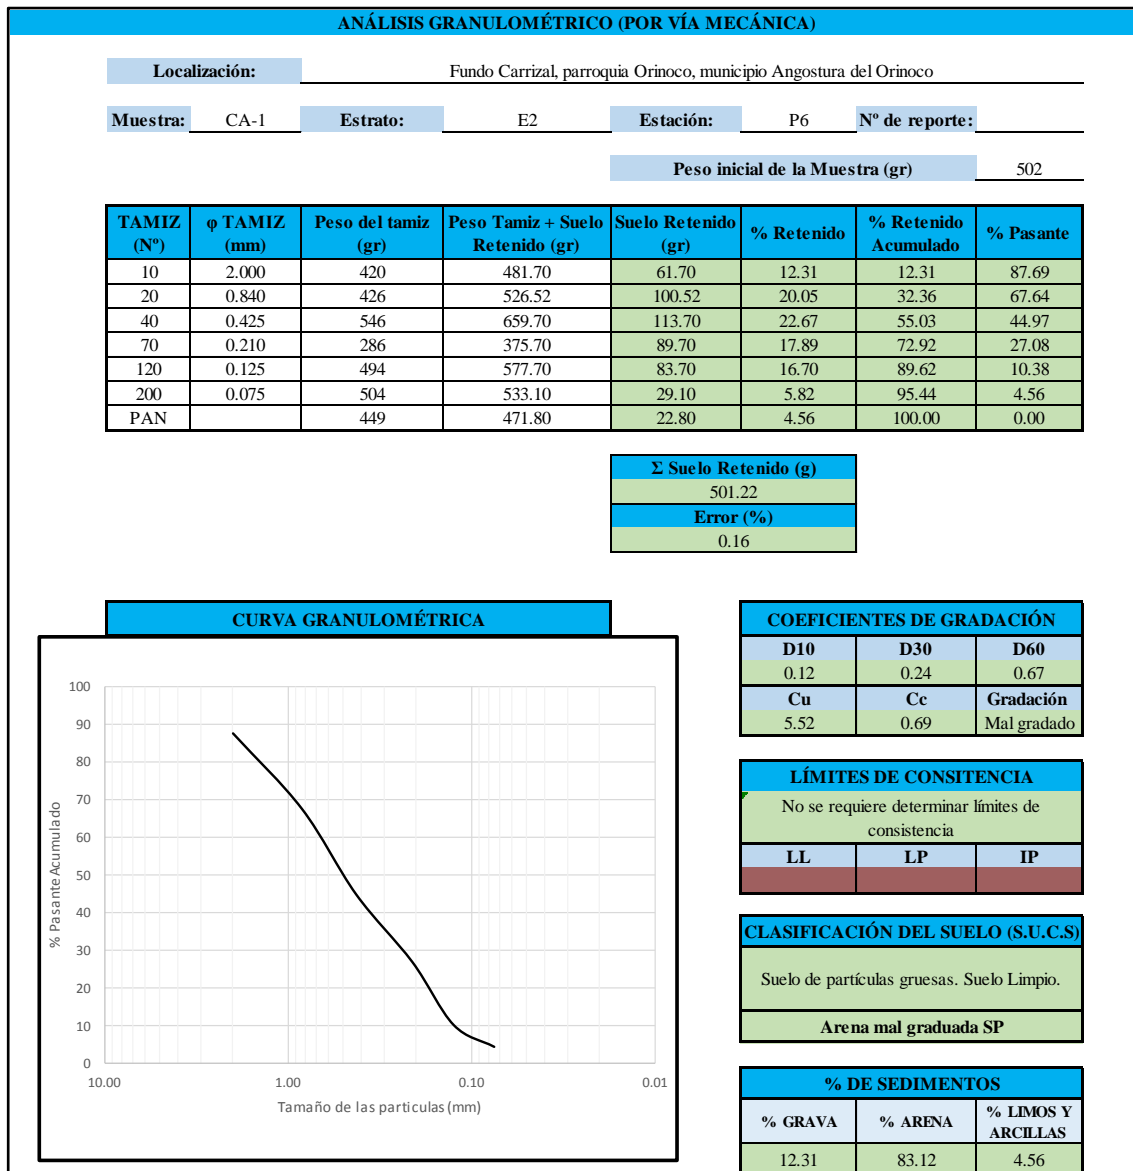 ANÁLISIS GRANULOMÉTRICO (POR VÍA MECÁNICA)
Localización: Fundo Carrizal, parroquia Orinoco, municipio Angostura del Orinoco
Muestra: CA-1 Estrato: E2 Estación: P6 Nº de reporte:
Peso inicial de la Muestra (gr) 502
TAMIZ (Nº) φ TAMIZ (mm) Peso del tamiz (gr) Peso Tamiz + Suelo Retenido (gr) Suelo Retenido (gr) % Retenido % Retenido Acumulado % Pasante
10 2.000 420 481.70 61.70 12.31 12.31 87.69
20 0.840 426 526.52 100.52 20.05 32.36 67.64
40 0.425 546 659.70 113.70 22.67 55.03 44.97
70 0.210 286 375.70 89.70 17.89 72.92 27.08
120 0.125 494 577.70 83.70 16.70 89.62 10.38
200 0.075 504 533.10 29.10 5.82 95.44 4.56
PAN 449 471.80 22.80 4.56 100.00 0.00
Σ Suelo Retenido (g)
501.22
Error (%)
0.16
CURVA GRANULOMÉTRICA
100
90
80
70
60
50
40
30
20
10
0
% Pasante Acumulado
10.00 1.00 0.10 0.01
Tamaño de las particulas (mm)
COEFICIENTES DE GRADACIÓN
D10 D30 D60
0.12 0.24 0.67
Cu Cc Gradación
5.52 0.69 Mal gradado
LÍMITES DE CONSITENCIA
No se requiere determinar límites de
consistencia
LL LP IP
CLASIFICACIÓN DEL SUELO (S.U.C.S)
Suelo de partículas gruesas. Suelo Limpio.
Arena mal graduada SP
% DE SEDIMENTOS
% GRAVA % ARENA % LIMOS Y ARCILLAS
12.31 83.12 4.56